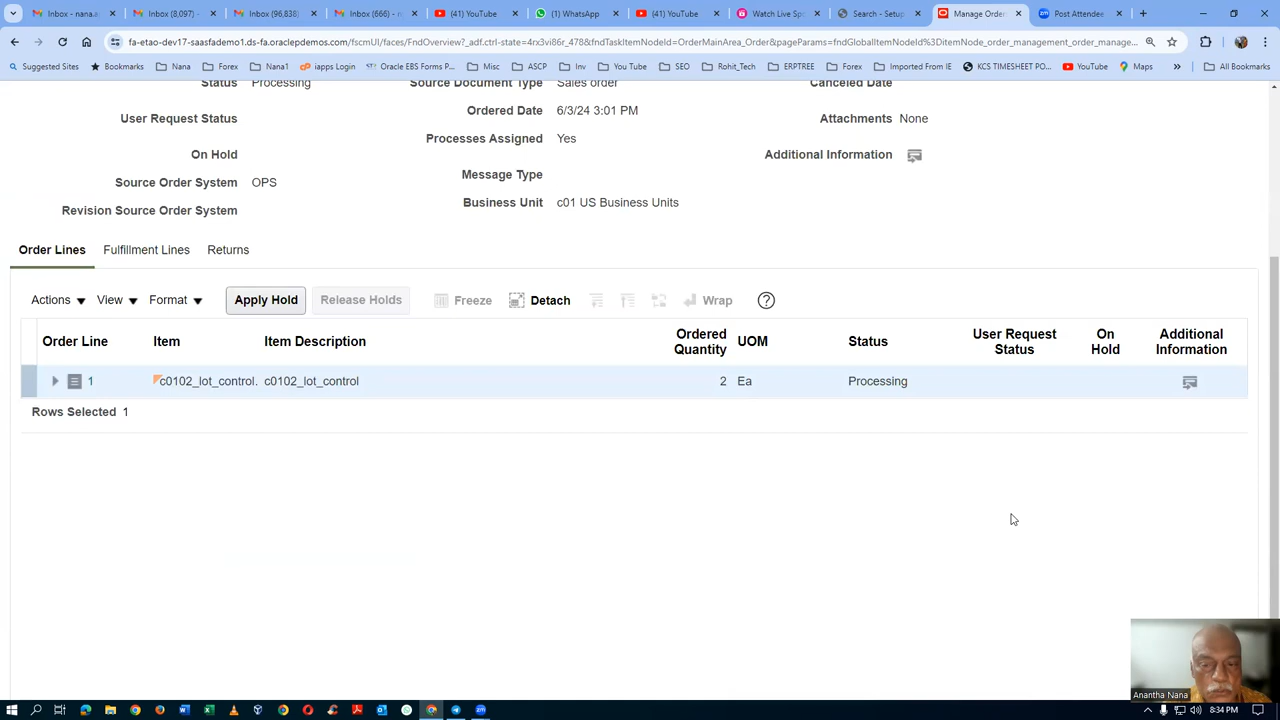 Inbox - nana.e
Inbox (8,097) -
Inbox (96,838)
Inbox (666) - n
(41) YouTube
(1) WhatsApp
(41) YouTube
Watch Live Spo
Search - Setup
Manage Order
Post Attendee
fa-etao-dev17-saasfademo1.ds-fa.oraclepdemos.com/fscmUI/faces/FndOverview?_adf.ctrl-state=4rx3vi86r_478&fndTaskItemNodeId=OrderMainArea_Order&pageParams=fndGlobalItemNodeId%3DitemNode_order_management_order_manage...
Suggested Sites Bookmarks Nana Forex Nana1 iapps Login Oracle EBS Forms P... Misc ASCP Inv You Tube SEO Rohit_Tech ERPTREE Forex Imported From IE KCS TIMESHEET PO... YouTube Maps » All Bookmarks
Status Processing Source Document Type Sales order Canceled Date
User Request Status Ordered Date 6/3/24 3:01 PM Attachments None
On Hold Processes Assigned Yes Additional Information
Source Order System OPS Message Type
Revision Source Order System Business Unit c01 US Business Units
Order Lines Fulfillment Lines Returns
Actions View Format Apply Hold Release Holds Freeze Detach Wrap ?
Order Line Item Item Description Ordered Quantity UOM Status User Request Status On Hold Additional Information
1 c0102_lot_control. c0102_lot_control 2 Ea Processing
Rows Selected 1
Anantha Nana
8:34 PM